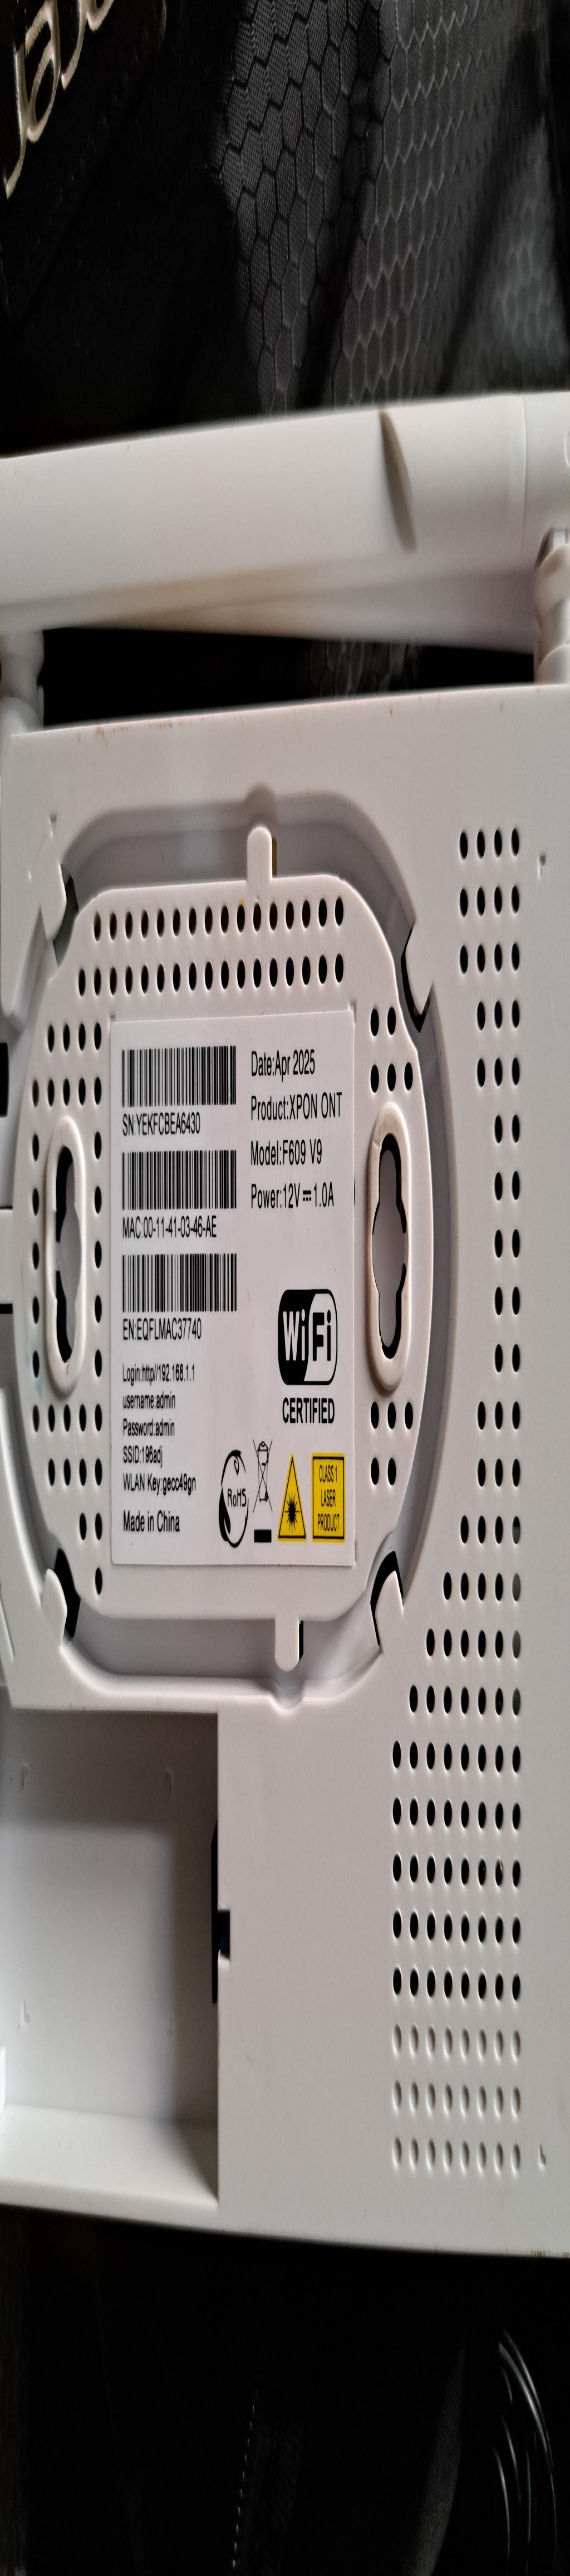 Date:Apr 2025
Product:XPON ONT
Model:F609 V9
Power:12V⎓1.0A
SN:YEKFCBEA6430
MAC:00-11-41-03-46-AE
EN:EQFLMAC37740
Login:http//192.168.1.1
username:admin
Password:admin
SSID:196adj
WLAN Key:gecc49gn
Made in China
Wi Fi
CERTIFIED
RoHS
CLASS 1
LASER
PRODUCT